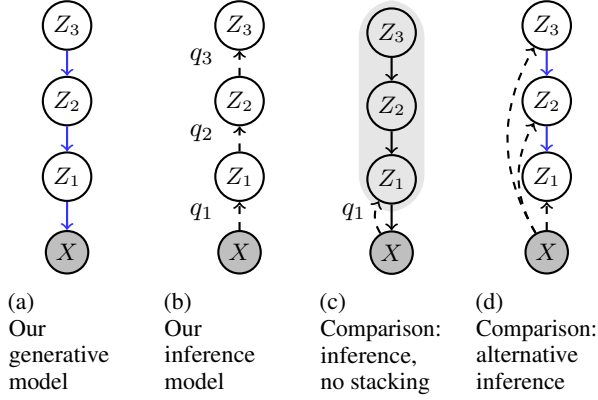 Z₃
Z₂
Z₁
X
(a)
Our
generative
model
Z₃
q₃
Z₂
q₂
Z₁
q₁
X
(b)
Our
inference
model
Z₃
Z₂
Z₁
q₁
X
(c)
Comparison:
inference,
no stacking
Z₃
Z₂
Z₁
X
(d)
Comparison:
alternative
inference